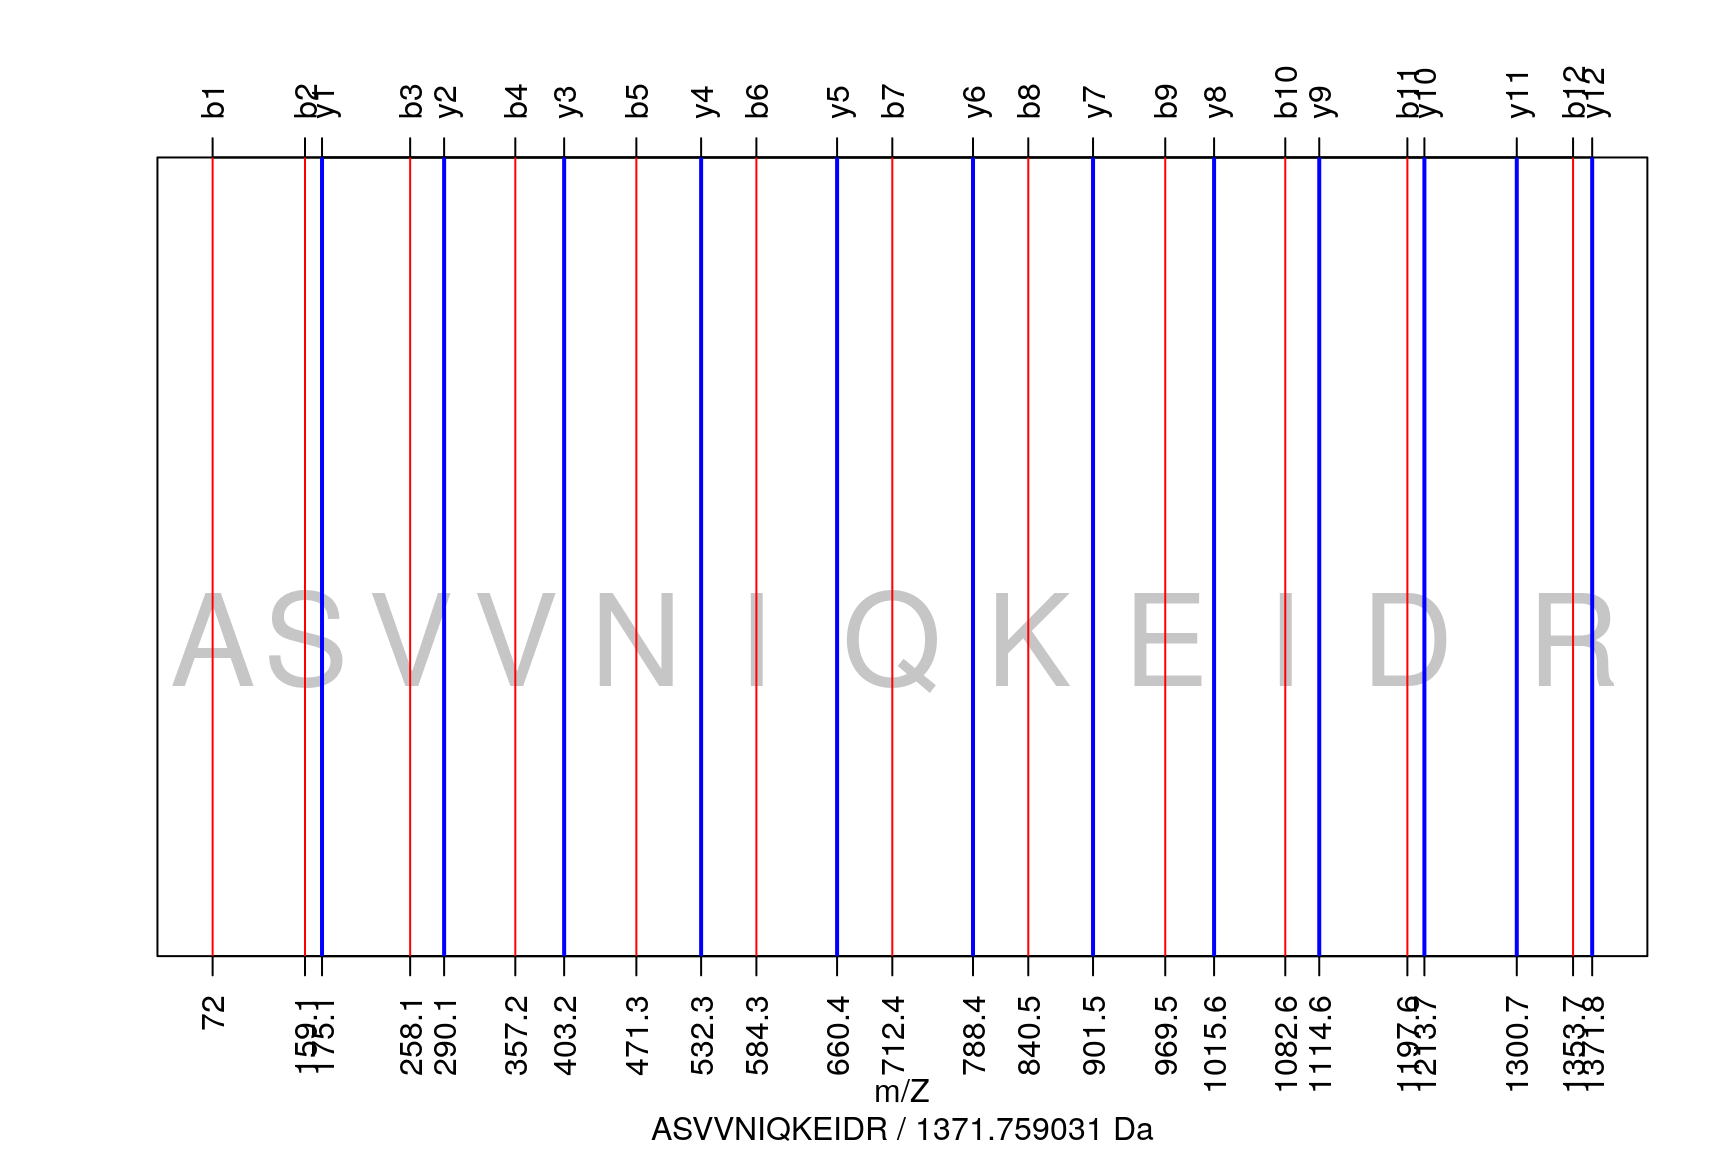 b1 b2 y1 b3 y2 b4 y3 b5 y4 b6 y5 b7 y6 b8 y7 b9 y8 b10 y9 b11 y10 y11 b12 y12
A S V V N I Q K E I D R
72 159.1 175.1 258.1 290.1 357.2 403.2 471.3 532.3 584.3 660.4 712.4 788.4 840.5 901.5 969.5 1015.6 1082.6 1114.6 1197.6 1213.7 1300.7 1353.7 1371.8
m/Z
ASVVNIQKEIDR / 1371.759031 Da